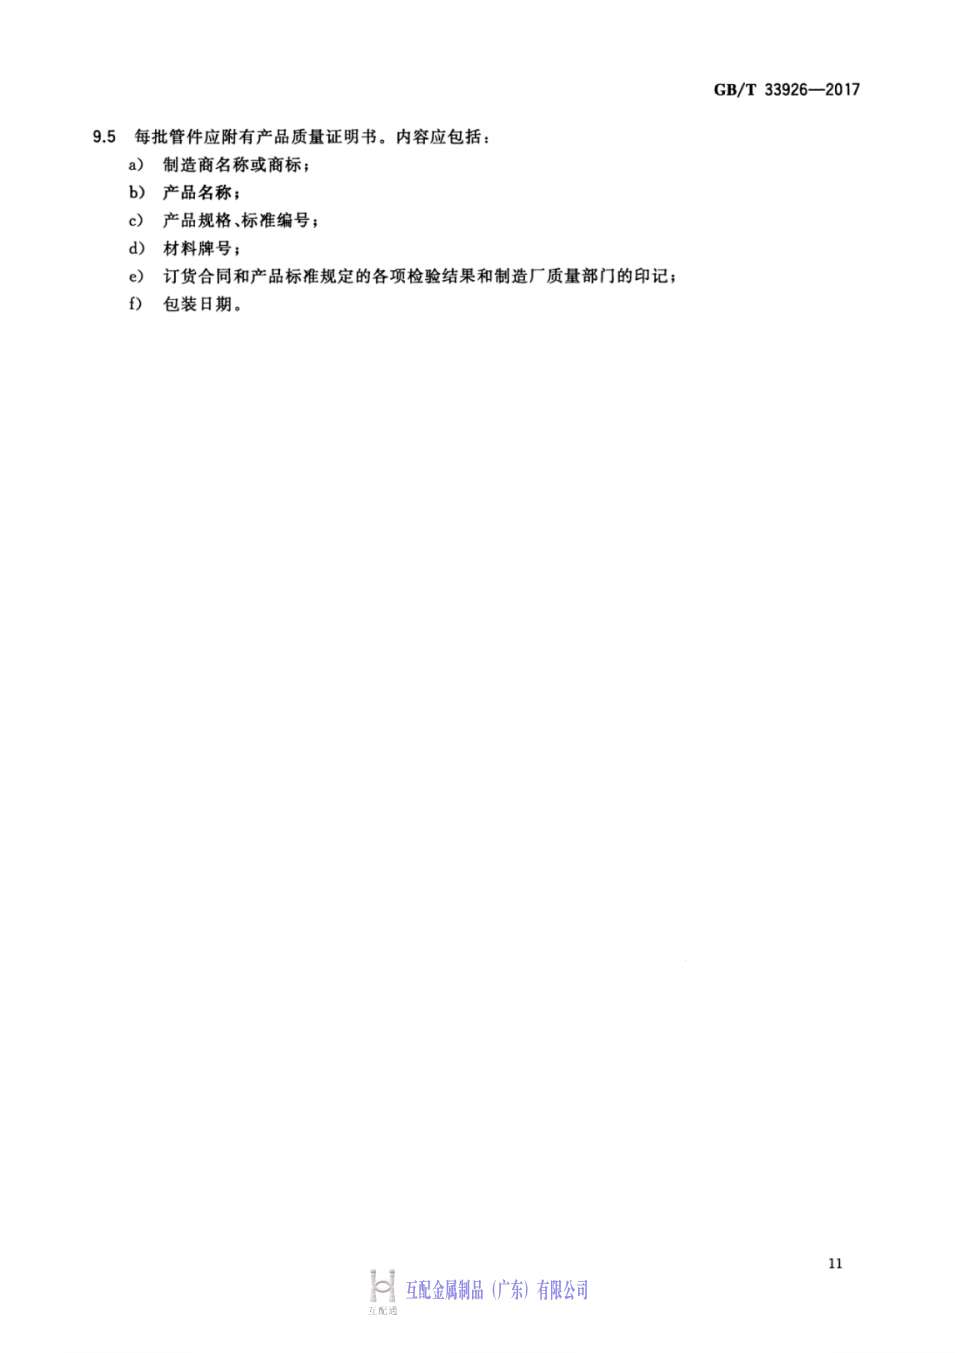 GB/T 33926—2017
9.5 每批管件应附有产品质量证明书。内容应包括：
a) 制造商名称或商标；
b) 产品名称；
c) 产品规格、标准编号；
d) 材料牌号；
e) 订货合同和产品标准规定的各项检验结果和制造厂质量部门的印记；
f) 包装日期。
11
互配金属制品（广东）有限公司
互配通